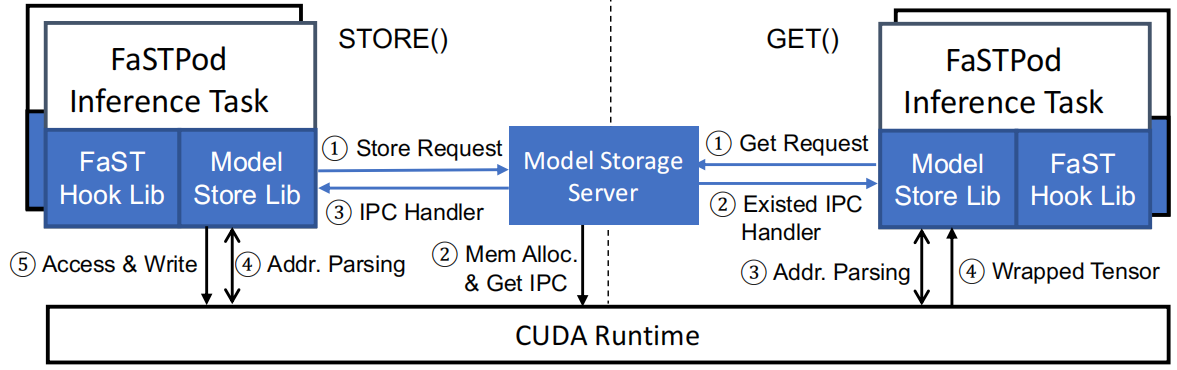 STORE()
GET()
FaSTPod
Inference Task
FaST
Hook Lib
Model
Store Lib
① Store Request
③ IPC Handler
Model Storage
Server
① Get Request
② Existed IPC
Handler
FaSTPod
Inference Task
Model
Store Lib
FaST
Hook Lib
⑤ Access & Write
④ Addr. Parsing
② Mem Alloc.
& Get IPC
③ Addr. Parsing
④ Wrapped Tensor
CUDA Runtime